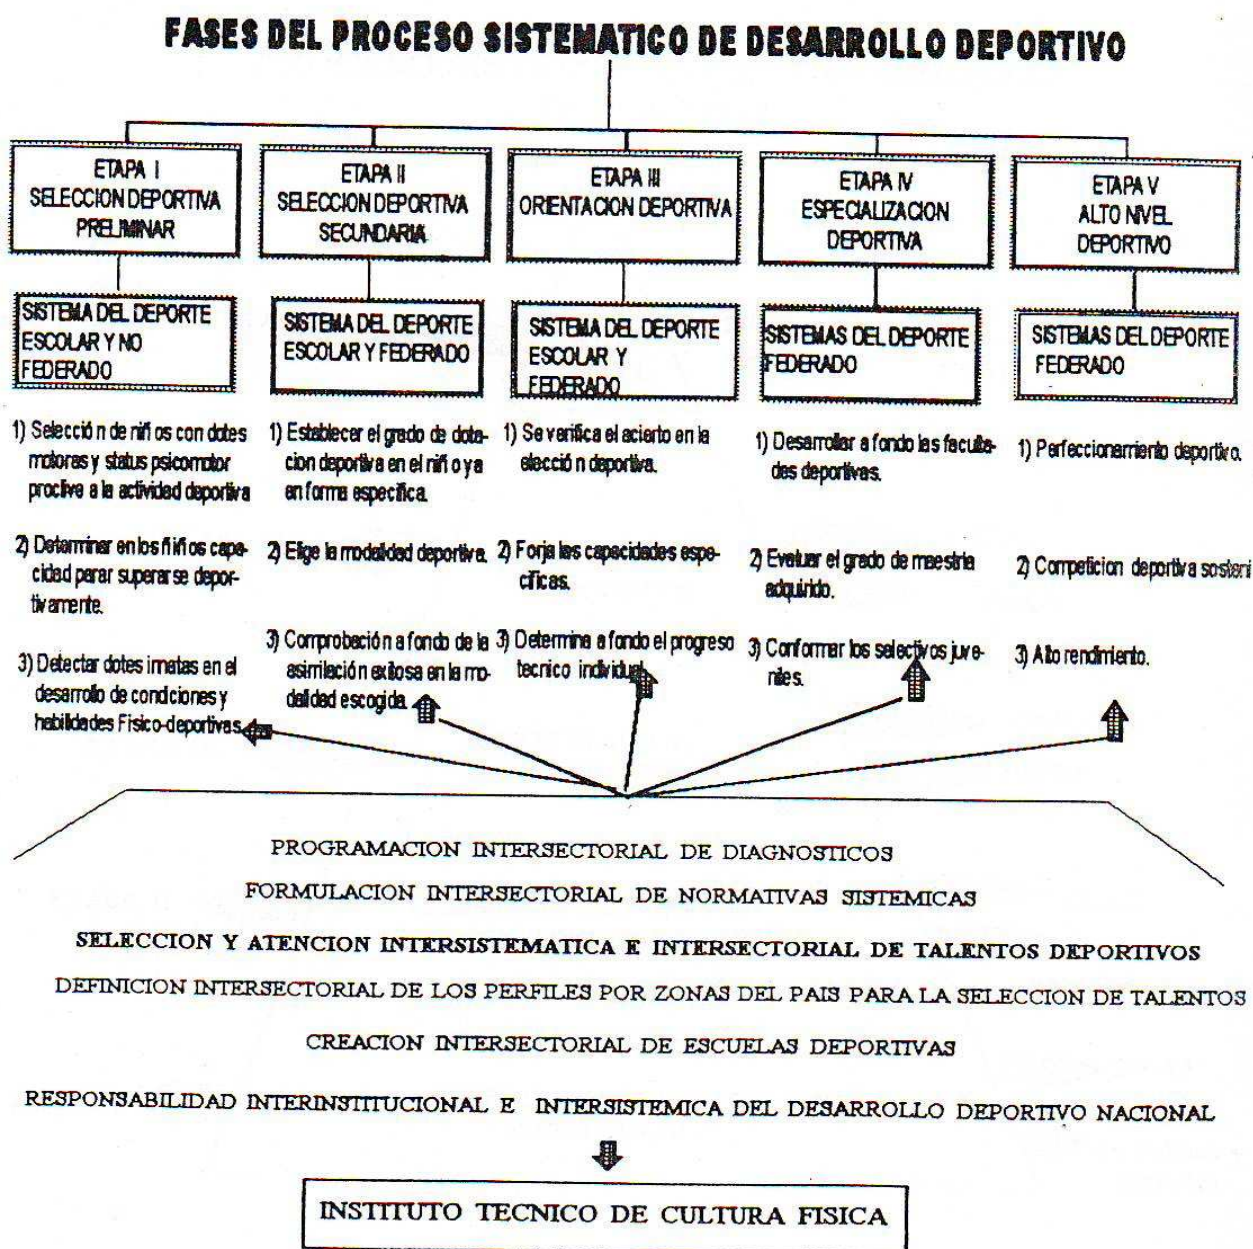 FASES DEL PROCESO SISTEMATICO DE DESARROLLO DEPORTIVO
ETAPA I
SELECCION DEPORTIVA
PRELIMINAR
SISTEMA DEL DEPORTE
ESCOLAR Y NO
FEDERADO
1) Selección de niños con dotes
motoras y status psicomotor
proclive a la actividad deportiva
2) Determinar en los ñiños capa-
cidad parar superarse depor-
tivamente.
3) Detectar dotes innatas en el
desarrollo de condiciones y
habilidades Fisico-deportivas.
ETAPA II
SELECCION DEPORTIVA
SECUNDARIA.
SISTEMA DEL DEPORTE
ESCOLAR Y FEDERADO
1) Establecer el grado de dota-
cion deportiva en el niño ya
en forma especifica.
2) Elige la modalidad deportiva.
3) Comprobación a fondo de la
asimilación exitosa en la mo-
dalidad escogida.
ETAPA III
ORIENTACION DEPORTIVA
SISTEMA DEL DEPORTE
ESCOLAR Y
FEDERADO
1) Se verifica el acierto en la
elección deportiva.
2) Forja las capacidades espe-
cificas.
3) Determina a fondo el progreso
tecnico individual.
ETAPA IV
ESPECIALIZACION
DEPORTIVA
SISTEMAS DEL DEPORTE
FEDERADO
1) Desarrollar a fondo las faculta-
des deportivas.
2) Evaluar el grado de maestria
adquirido.
3) Conformar los selectivos juve-
niles.
ETAPA V
ALTO NIVEL
DEPORTIVO
SISTEMAS DEL DEPORTE
FEDERADO
1) Perfeccionamiento deportivo.
2) Competicion deportiva sosteni
3) Alto rendimiento.
PROGRAMACION INTERSECTORIAL DE DIAGNOSTICOS
FORMULACION INTERSECTORIAL DE NORMATIVAS SISTEMICAS
SELECCION Y ATENCION INTERSISTEMATICA E INTERSECTORIAL DE TALENTOS DEPORTIVOS
DEFINICION INTERSECTORIAL DE LOS PERFILES POR ZONAS DEL PAIS PARA LA SELECCION DE TALENTOS
CREACION INTERSECTORIAL DE ESCUELAS DEPORTIVAS
RESPONSABILIDAD INTERINSTITUCIONAL E INTERSISTEMICA DEL DESARROLLO DEPORTIVO NACIONAL
INSTITUTO TECNICO DE CULTURA FISICA